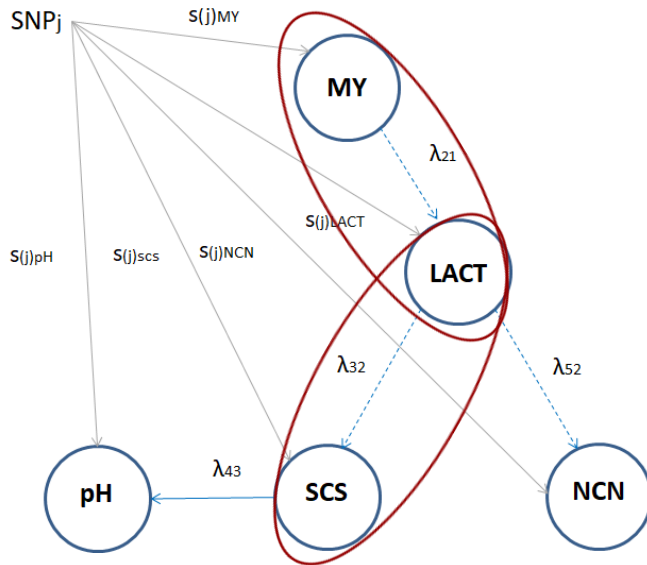 SNPj
s(j)MY
MY
λ21
s(j)LACT
s(j)pH
s(j)scs
s(j)NCN
LACT
λ32
λ52
λ43
pH
SCS
NCN